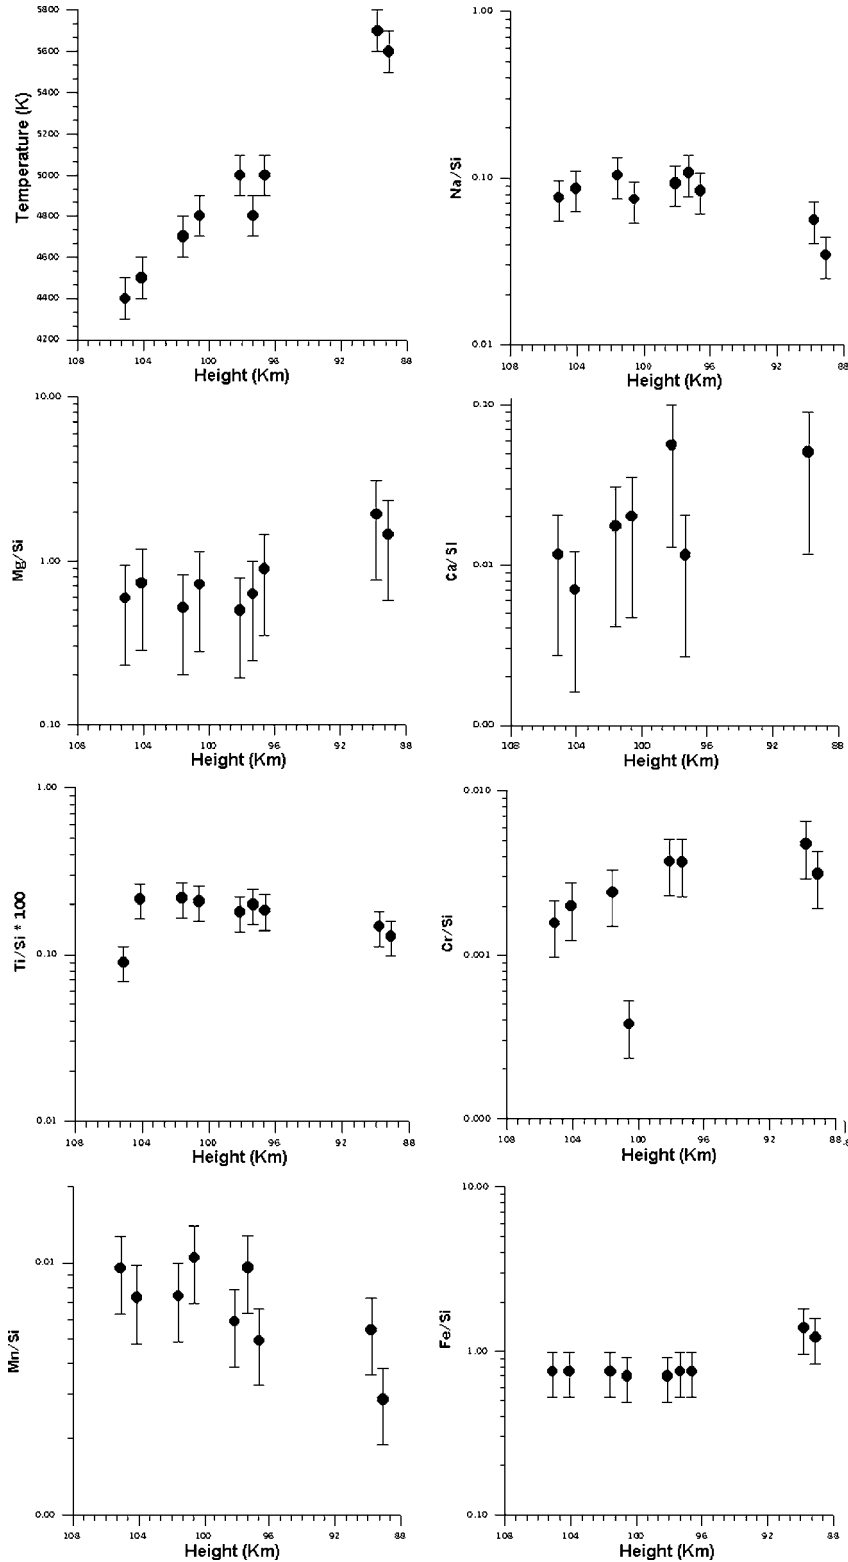 5800
5600
5400
5200
5000
4800
4600
4400
4200
Temperature (K)
108 104 100 96 92 88
Height (Km)
1.00
0.10
0.01
Na/Si
108 104 100 96 92 88
Height (Km)
10.00
1.00
0.10
Mg/Si
108 104 100 96 92 88
Height (Km)
0.10
0.01
0.00
Ca/Si
108 104 100 96 92 88
Height (Km)
1.00
0.10
0.01
Ti/Si * 100
108 104 100 96 92 88
Height (Km)
0.010
0.001
0.000
Cr/Si
108 104 100 96 92 88
Height (Km)
0.01
0.00
Mn/Si
108 104 100 96 92 88
Height (Km)
10.00
1.00
0.10
Fe/Si
108 104 100 96 92 88
Height (Km)